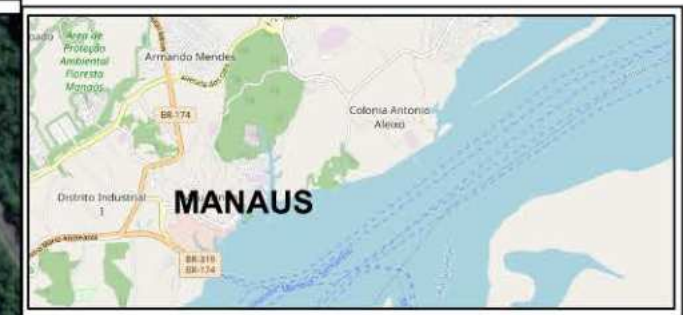 Area de
Proteção
Ambiental
Floresta
Manaus
Armando Mendes
BR-174
Colonia Antonio
Aleixo
Distrito Industrial
1
MANAUS
BR-319
BR-174